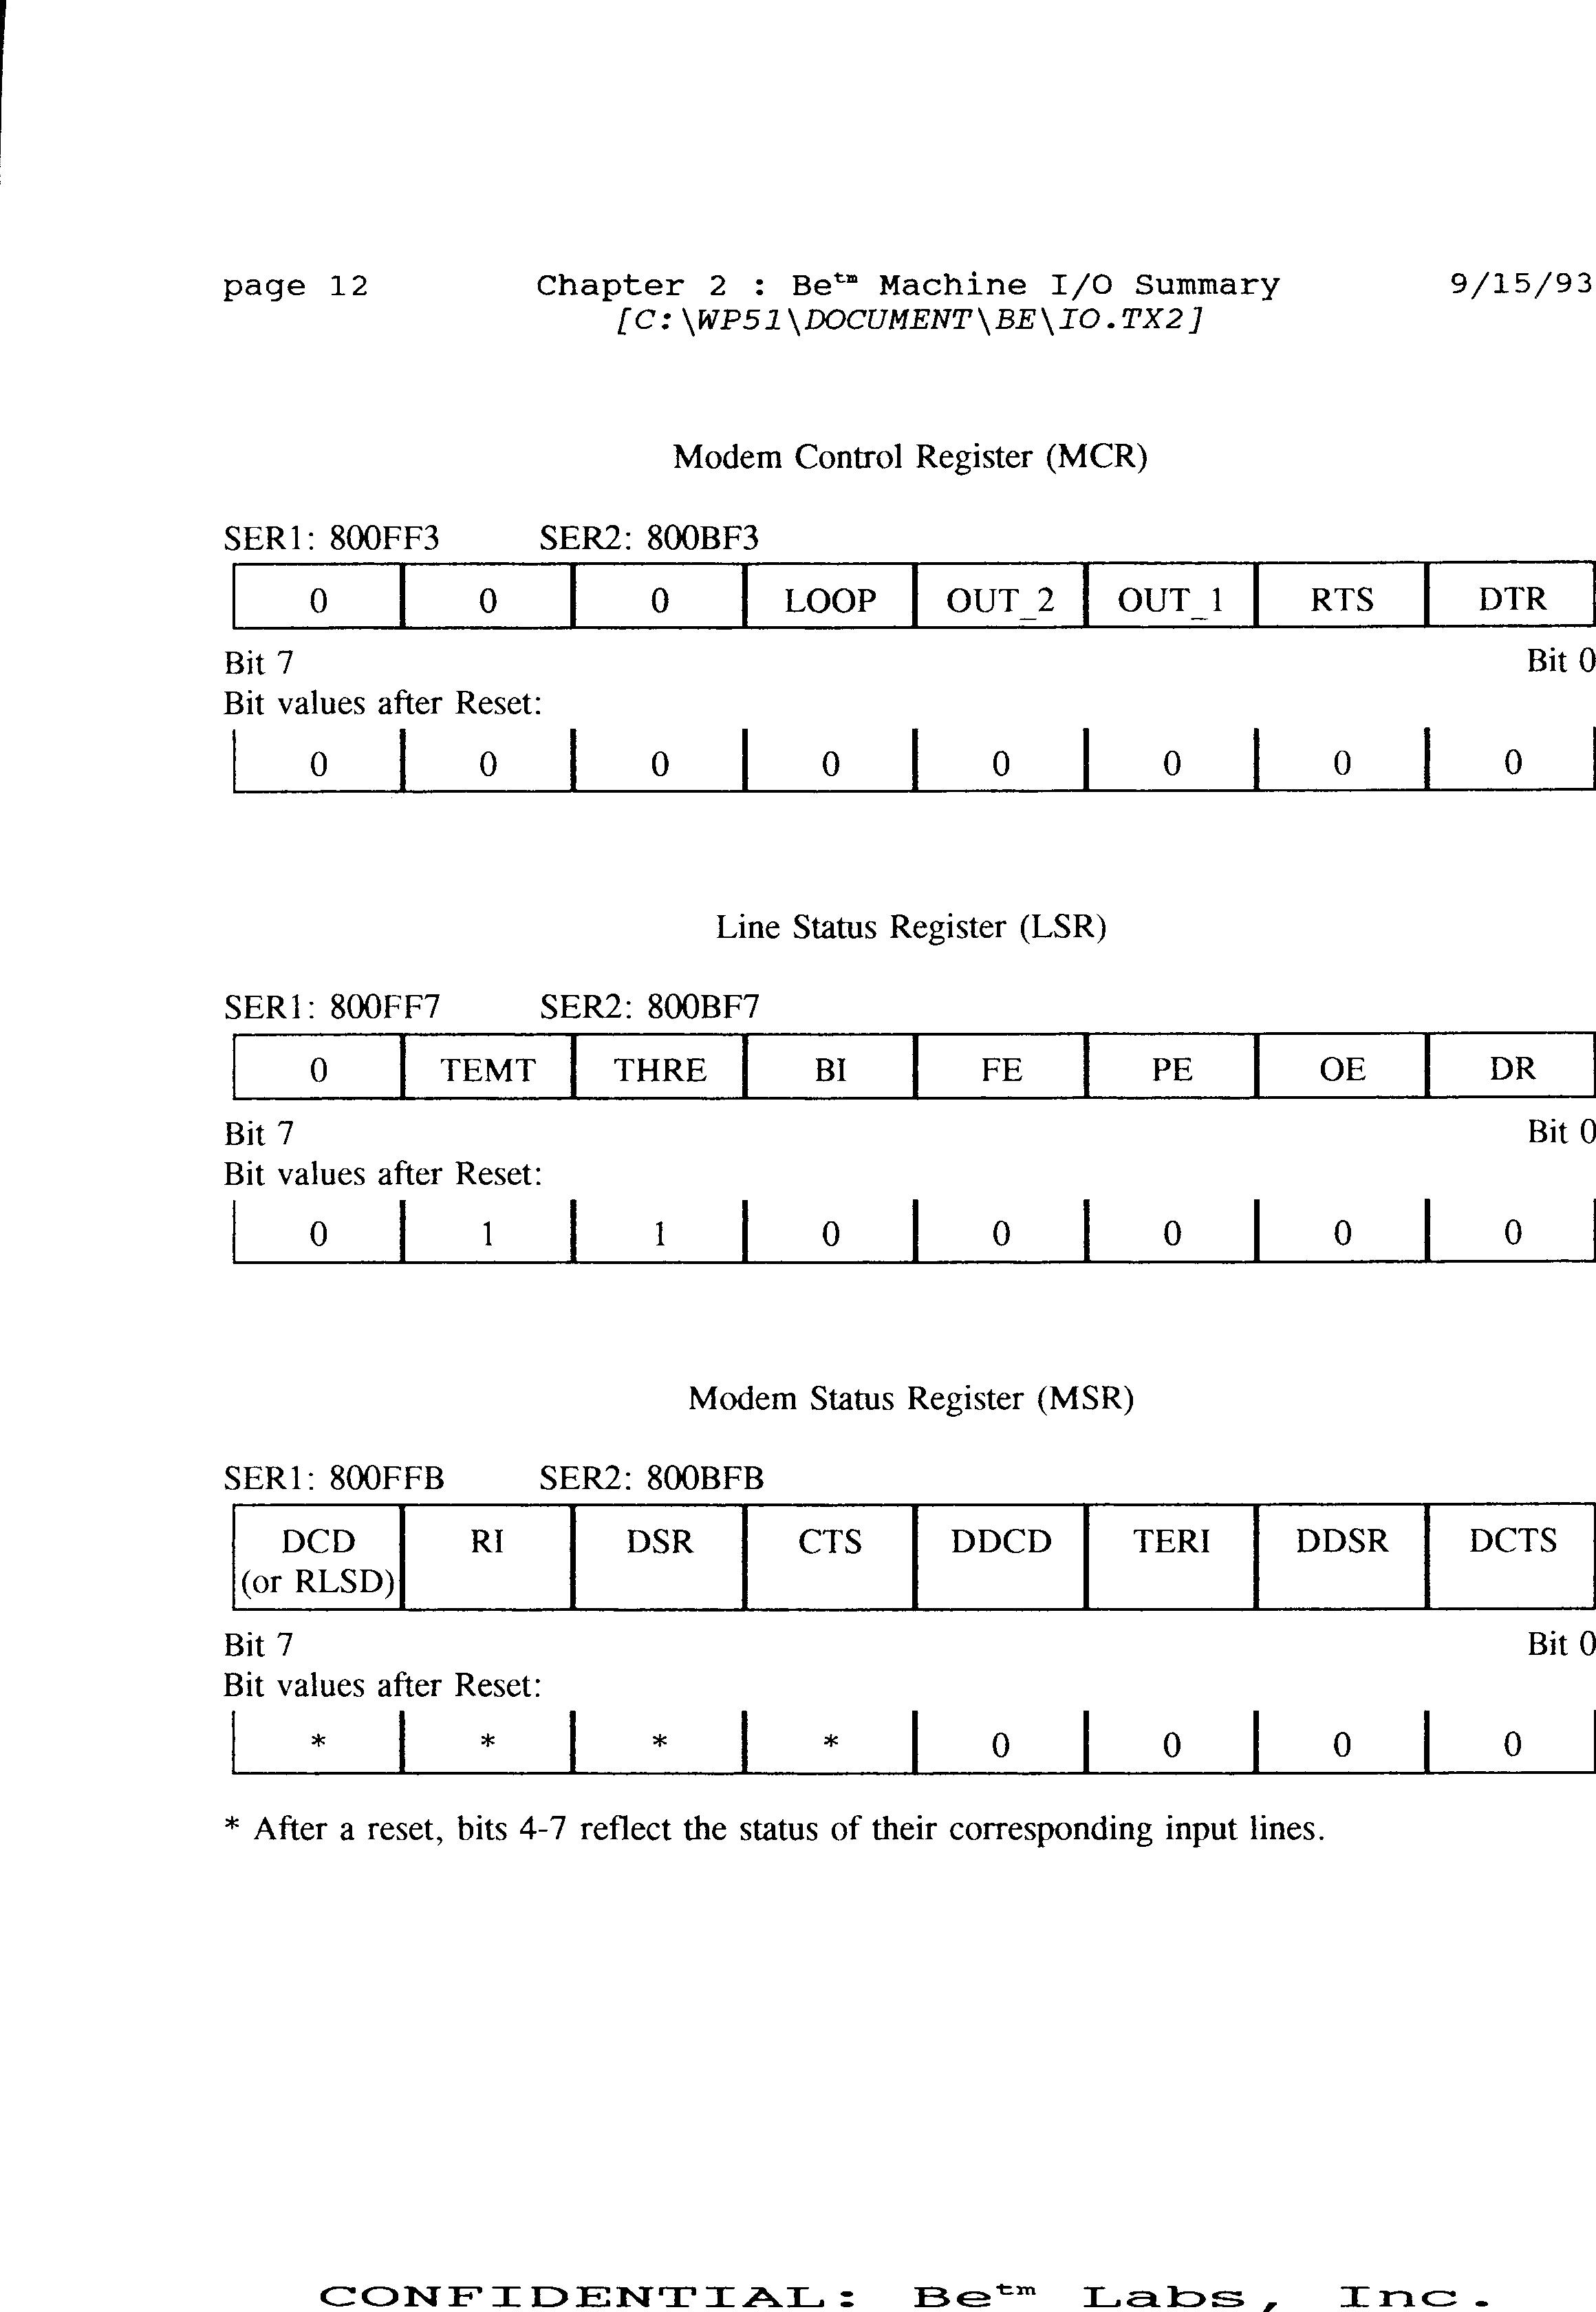 page 12 Chapter 2 : Be™ Machine I/O Summary 9/15/93
[C:\WP51\DOCUMENT\BE\IO.TX2]
Modem Control Register (MCR)
SER1: 800FF3 SER2: 800BF3
0 0 0 LOOP OUT_2 OUT_1 RTS DTR
Bit 7 Bit 0
Bit values after Reset:
0 0 0 0 0 0 0 0
Line Status Register (LSR)
SER1: 800FF7 SER2: 800BF7
0 TEMT THRE BI FE PE OE DR
Bit 7 Bit 0
Bit values after Reset:
0 1 1 0 0 0 0 0
Modem Status Register (MSR)
SER1: 800FFB SER2: 800BFB
DCD RI DSR CTS DDCD TERI DDSR DCTS
(or RLSD)
Bit 7 Bit 0
Bit values after Reset:
* * * * 0 0 0 0
* After a reset, bits 4-7 reflect the status of their corresponding input lines.
CONFIDENTIAL: Be™ Labs, Inc.